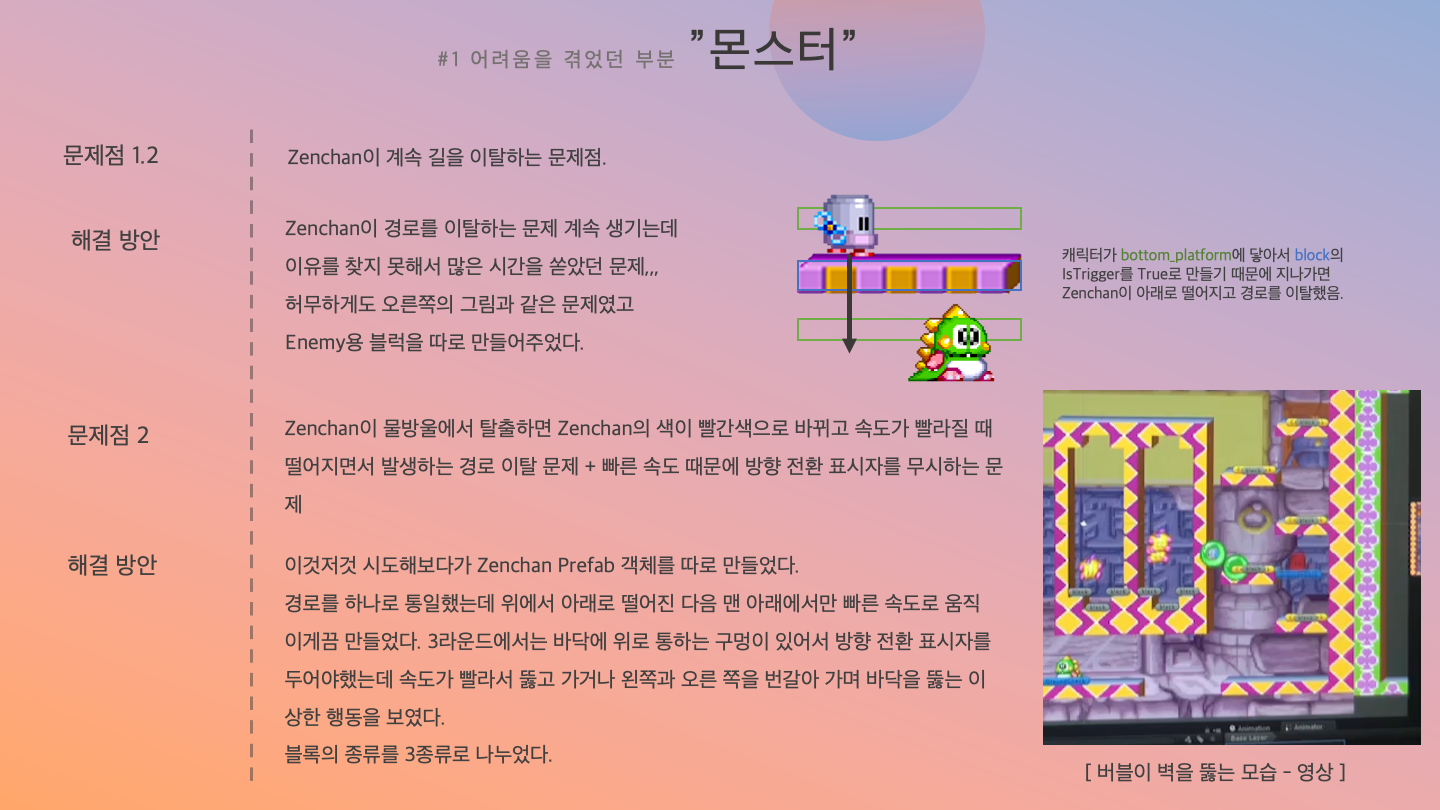 #1 어려움을 겪었던 부분 ”몬스터”
문제점 1.2
Zenchan이 계속 길을 이탈하는 문제점.
해결 방안
Zenchan이 경로를 이탈하는 문제 계속 생기는데
이유를 찾지 못해서 많은 시간을 쏟았던 문제,,,
허무하게도 오른쪽의 그림과 같은 문제였고
Enemy용 블럭을 따로 만들어주었다.
캐릭터가 bottom_platform에 닿아서 block의
IsTrigger를 True로 만들기 때문에 지나가면
Zenchan이 아래로 떨어지고 경로를 이탈했음.
문제점 2
Zenchan이 물방울에서 탈출하면 Zenchan의 색이 빨간색으로 바뀌고 속도가 빨라질 때
떨어지면서 발생하는 경로 이탈 문제 + 빠른 속도 때문에 방향 전환 표시자를 무시하는 문
제
해결 방안
이것저것 시도해보다가 Zenchan Prefab 객체를 따로 만들었다.
경로를 하나로 통일했는데 위에서 아래로 떨어진 다음 맨 아래에서만 빠른 속도로 움직
이게끔 만들었다. 3라운드에서는 바닥에 위로 통하는 구멍이 있어서 방향 전환 표시자를
두어야했는데 속도가 빨라서 뚫고 가거나 왼쪽과 오른 쪽을 번갈아 가며 바닥을 뚫는 이
상한 행동을 보였다.
블록의 종류를 3종류로 나누었다.
block block block block
block block
Animation Animator
Base Layer
[ 버블이 벽을 뚫는 모습 - 영상 ]